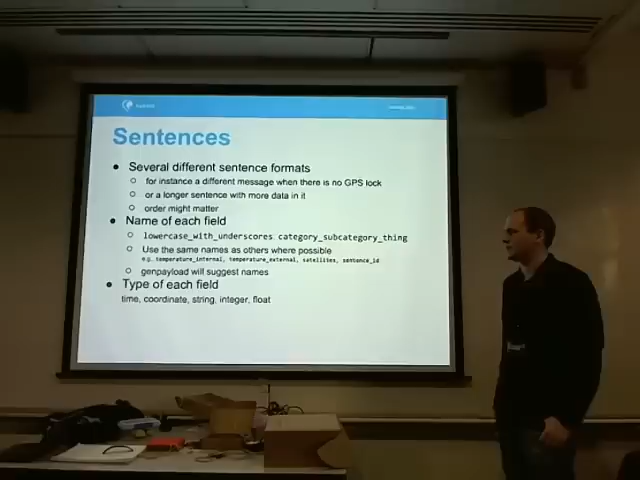 Sentences
● Several different sentence formats
○ for instance a different message when there is no GPS lock
○ or a longer sentence with more data in it
○ order might matter
● Name of each field
○ lowercase_with_underscores category_subcategory_thing
○ Use the same names as others where possible
e.g. temperature_internal, temperature_external, satellites, sentence_id
○ genpayload will suggest names
● Type of each field
time, coordinate, string, integer, float